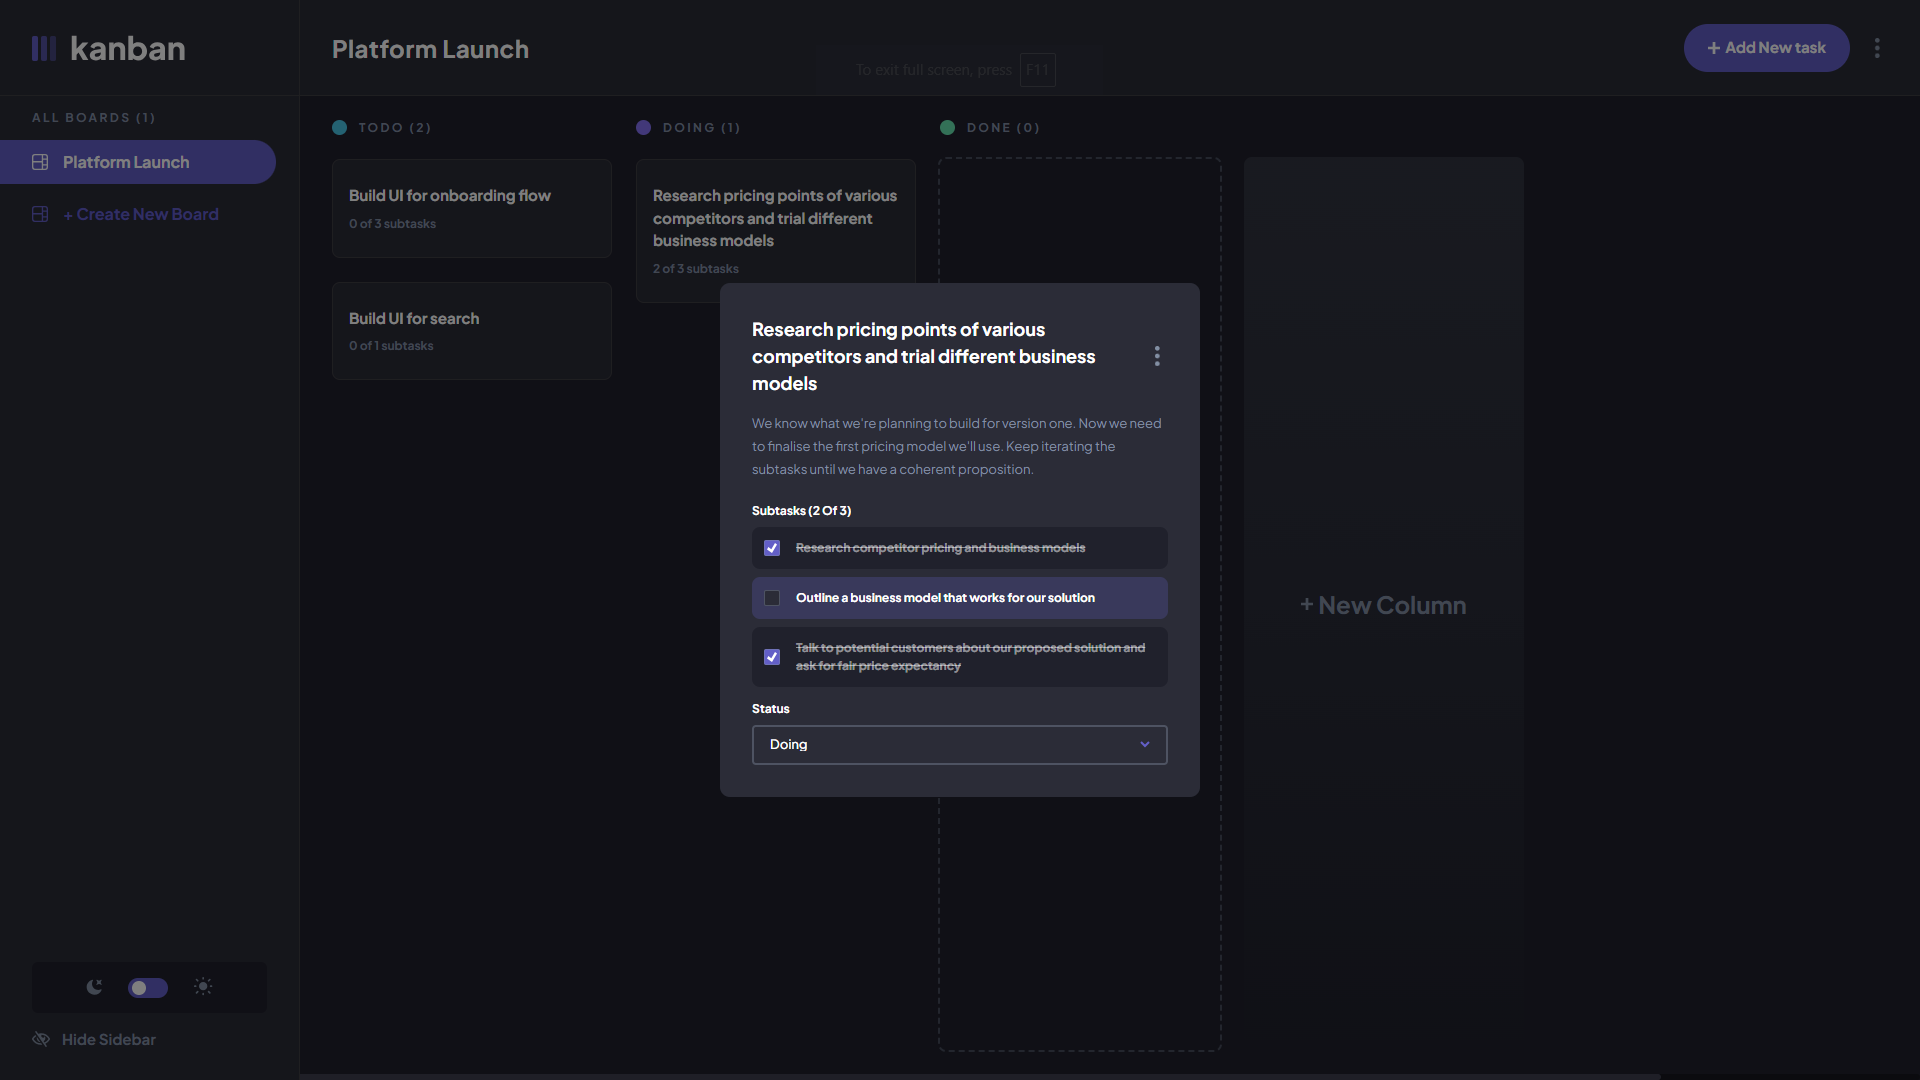 kanban
Platform Launch
To exit full screen, press F11
+ Add New task
ALL BOARDS (1)
Platform Launch
+ Create New Board
TODO (2)
DOING (1)
DONE (0)
Build UI for onboarding flow
0 of 3 subtasks
Build UI for search
0 of 1 subtasks
Research pricing points of various
competitors and trial different
business models
2 of 3 subtasks
+ New Column
Research pricing points of various
competitors and trial different business
models
We know what we're planning to build for version one. Now we need
to finalise the first pricing model we'll use. Keep iterating the
subtasks until we have a coherent proposition.
Subtasks (2 Of 3)
Research competitor pricing and business models
Outline a business model that works for our solution
Talk to potential customers about our proposed solution and
ask for fair price expectancy
Status
Doing
Hide Sidebar